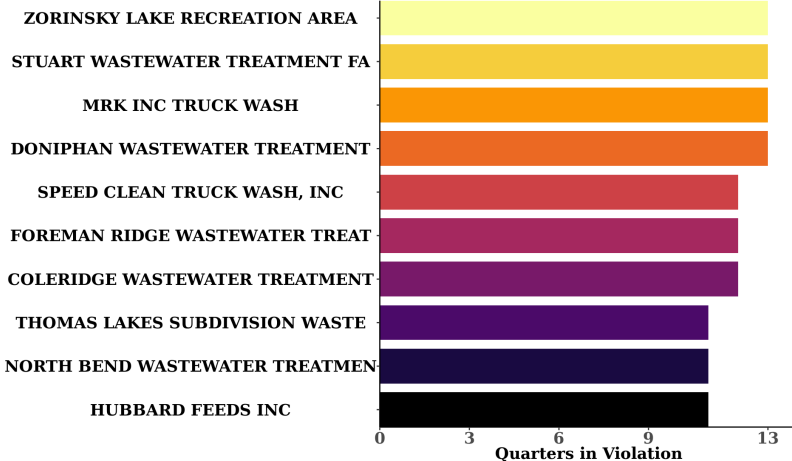 ZORINSKY LAKE RECREATION AREA
STUART WASTEWATER TREATMENT FA
MRK INC TRUCK WASH
DONIPHAN WASTEWATER TREATMENT
SPEED CLEAN TRUCK WASH, INC
FOREMAN RIDGE WASTEWATER TREAT
COLERIDGE WASTEWATER TREATMENT
THOMAS LAKES SUBDIVISION WASTE
NORTH BEND WASTEWATER TREATMEN
HUBBARD FEEDS INC
0 3 6 9 13
Quarters in Violation